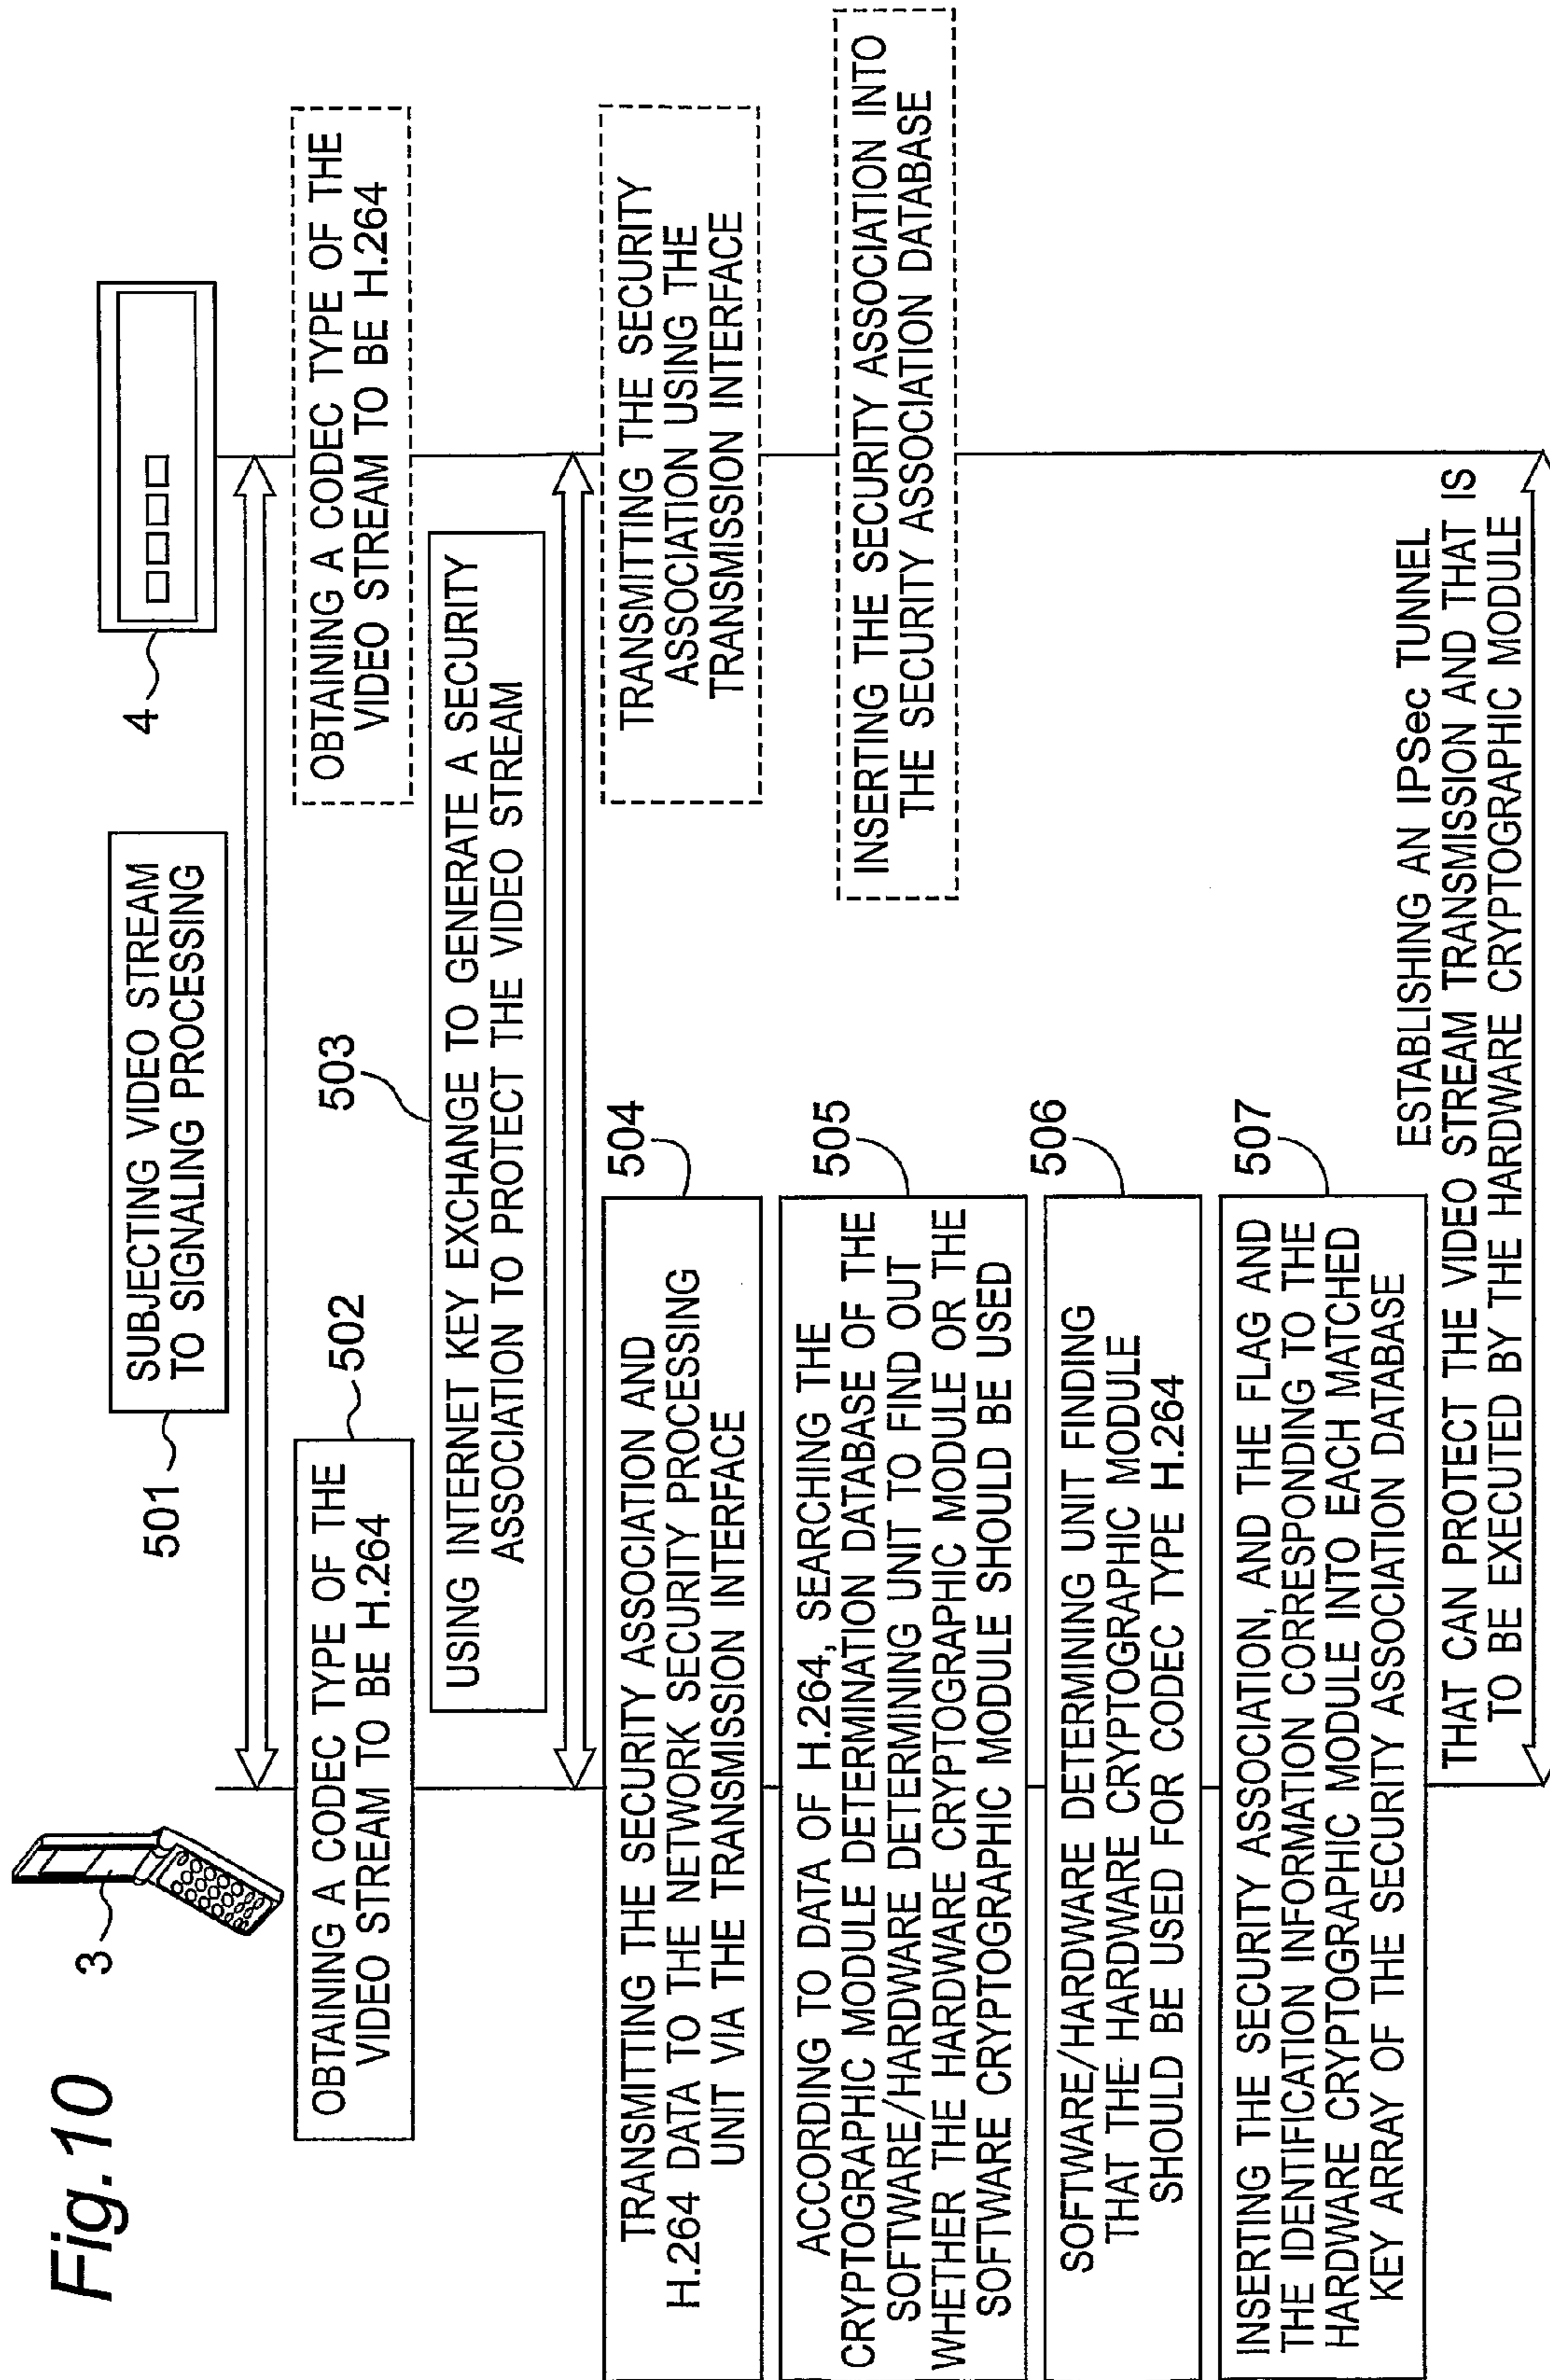 Fig.10
3
4
501
SUBJECTING VIDEO STREAM
TO SIGNALING PROCESSING
502
OBTAINING A CODEC TYPE OF THE
VIDEO STREAM TO BE H.264
OBTAINING A CODEC TYPE OF THE
VIDEO STREAM TO BE H.264
503
USING INTERNET KEY EXCHANGE TO GENERATE A SECURITY
ASSOCIATION TO PROTECT THE VIDEO STREAM
504
TRANSMITTING THE SECURITY ASSOCIATION AND
H.264 DATA TO THE NETWORK SECURITY PROCESSING
UNIT VIA THE TRANSMISSION INTERFACE
TRANSMITTING THE SECURITY
ASSOCIATION USING THE
TRANSMISSION INTERFACE
505
ACCORDING TO DATA OF H.264, SEARCHING THE
CRYPTOGRAPHIC MODULE DETERMINATION DATABASE OF THE
SOFTWARE/HARDWARE DETERMINING UNIT TO FIND OUT
WHETHER THE HARDWARE CRYPTOGRAPHIC MODULE OR THE
SOFTWARE CRYPTOGRAPHIC MODULE SHOULD BE USED
INSERTING THE SECURITY ASSOCIATION INTO
THE SECURITY ASSOCIATION DATABASE
506
SOFTWARE/HARDWARE DETERMINING UNIT FINDING
THAT THE HARDWARE CRYPTOGRAPHIC MODULE
SHOULD BE USED FOR CODEC TYPE H.264
507
INSERTING THE SECURITY ASSOCIATION, AND THE FLAG AND
THE IDENTIFICATION INFORMATION CORRESPONDING TO THE
HARDWARE CRYPTOGRAPHIC MODULE INTO EACH MATCHED
KEY ARRAY OF THE SECURITY ASSOCIATION DATABASE
ESTABLISHING AN IPSec TUNNEL
THAT CAN PROTECT THE VIDEO STREAM TRANSMISSION AND THAT IS
TO BE EXECUTED BY THE HARDWARE CRYPTOGRAPHIC MODULE